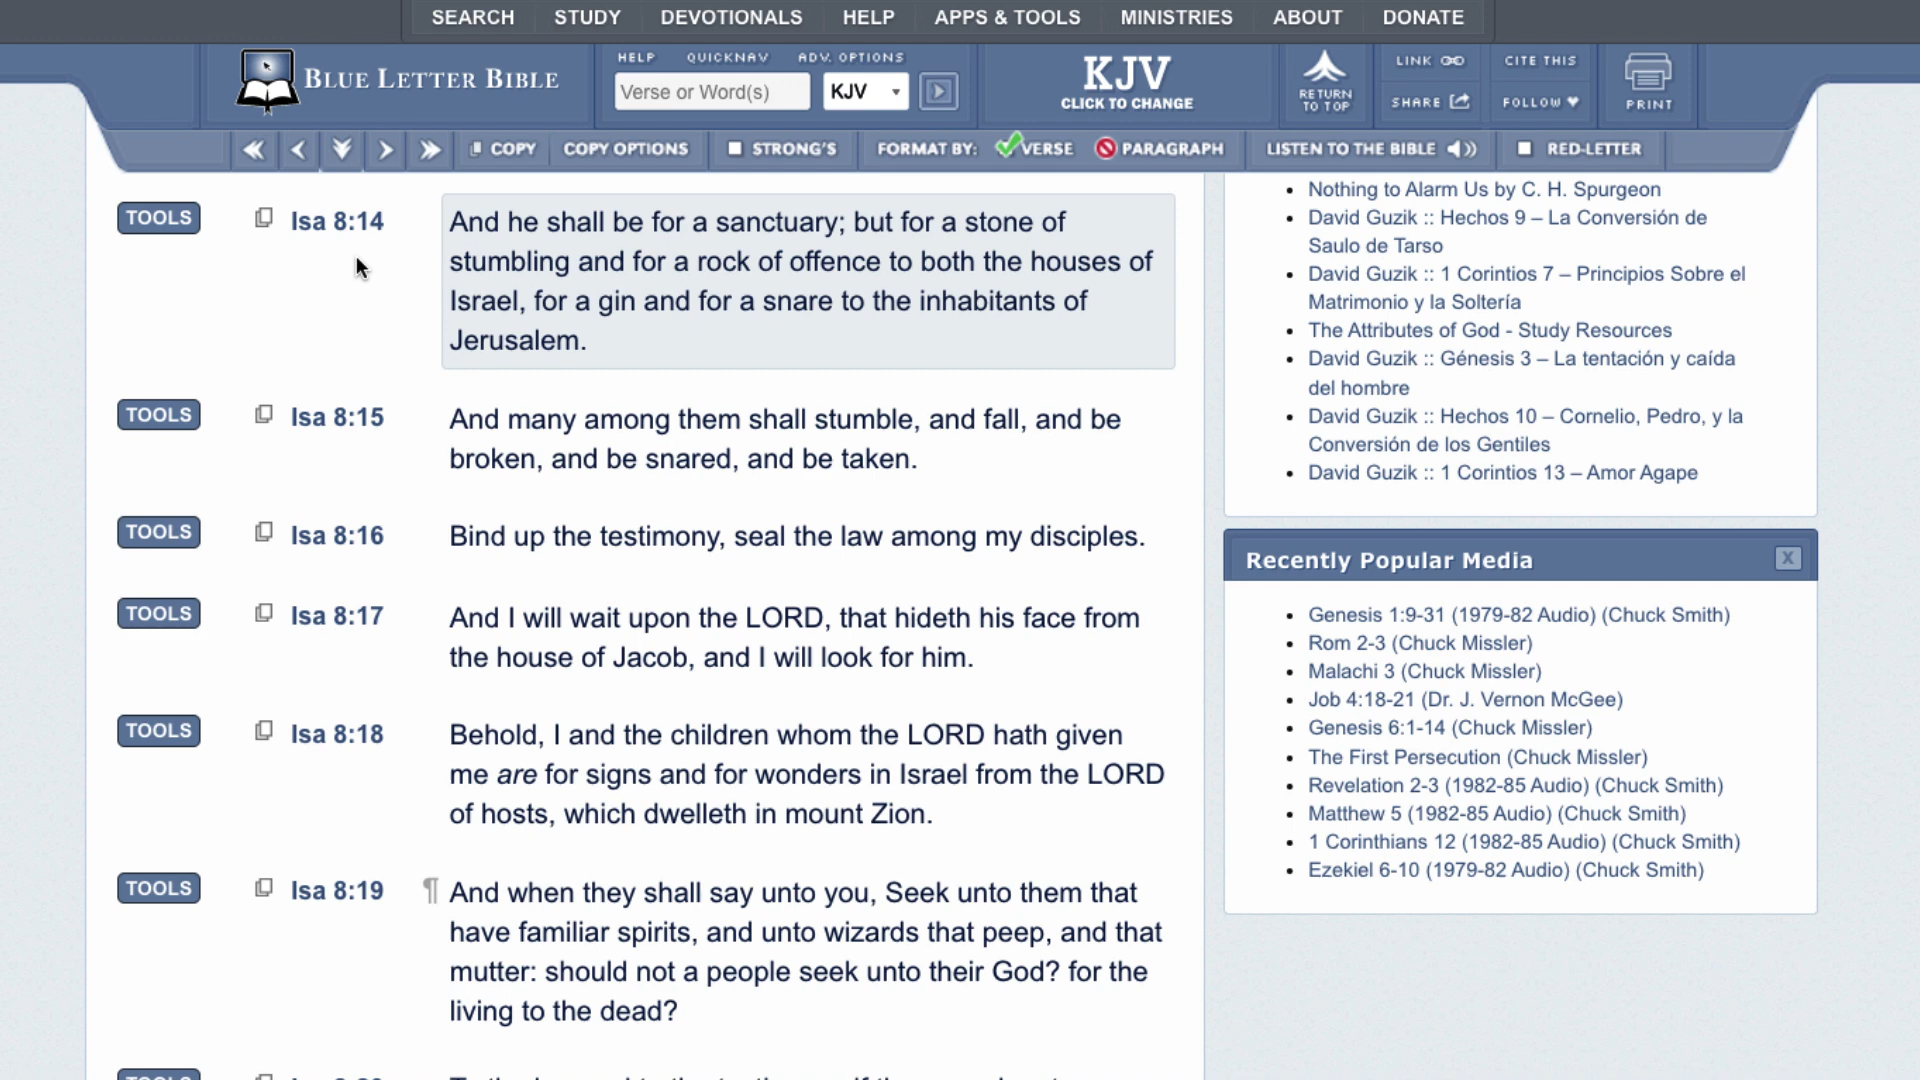 SEARCH STUDY DEVOTIONALS HELP APPS & TOOLS MINISTRIES ABOUT DONATE
BLUE LETTER BIBLE
HELP QUICKNAV ADV. OPTIONS
Verse or Word(s) KJV
KJV
CLICK TO CHANGE
RETURN
TO TOP
LINK
SHARE
CITE THIS
FOLLOW
PRINT
COPY COPY OPTIONS STRONG'S FORMAT BY: VERSE PARAGRAPH LISTEN TO THE BIBLE RED-LETTER
TOOLS Isa 8:14 And he shall be for a sanctuary; but for a stone of
stumbling and for a rock of offence to both the houses of
Israel, for a gin and for a snare to the inhabitants of
Jerusalem.
TOOLS Isa 8:15 And many among them shall stumble, and fall, and be
broken, and be snared, and be taken.
TOOLS Isa 8:16 Bind up the testimony, seal the law among my disciples.
TOOLS Isa 8:17 And I will wait upon the LORD, that hideth his face from
the house of Jacob, and I will look for him.
TOOLS Isa 8:18 Behold, I and the children whom the LORD hath given
me are for signs and for wonders in Israel from the LORD
of hosts, which dwelleth in mount Zion.
TOOLS Isa 8:19 ¶ And when they shall say unto you, Seek unto them that
have familiar spirits, and unto wizards that peep, and that
mutter: should not a people seek unto their God? for the
living to the dead?
Nothing to Alarm Us by C. H. Spurgeon
David Guzik :: Hechos 9 – La Conversión de
Saulo de Tarso
David Guzik :: 1 Corintios 7 – Principios Sobre el
Matrimonio y la Soltería
The Attributes of God - Study Resources
David Guzik :: Génesis 3 – La tentación y caída
del hombre
David Guzik :: Hechos 10 – Cornelio, Pedro, y la
Conversión de los Gentiles
David Guzik :: 1 Corintios 13 – Amor Agape
Recently Popular Media X
Genesis 1:9-31 (1979-82 Audio) (Chuck Smith)
Rom 2-3 (Chuck Missler)
Malachi 3 (Chuck Missler)
Job 4:18-21 (Dr. J. Vernon McGee)
Genesis 6:1-14 (Chuck Missler)
The First Persecution (Chuck Missler)
Revelation 2-3 (1982-85 Audio) (Chuck Smith)
Matthew 5 (1982-85 Audio) (Chuck Smith)
1 Corinthians 12 (1982-85 Audio) (Chuck Smith)
Ezekiel 6-10 (1979-82 Audio) (Chuck Smith)